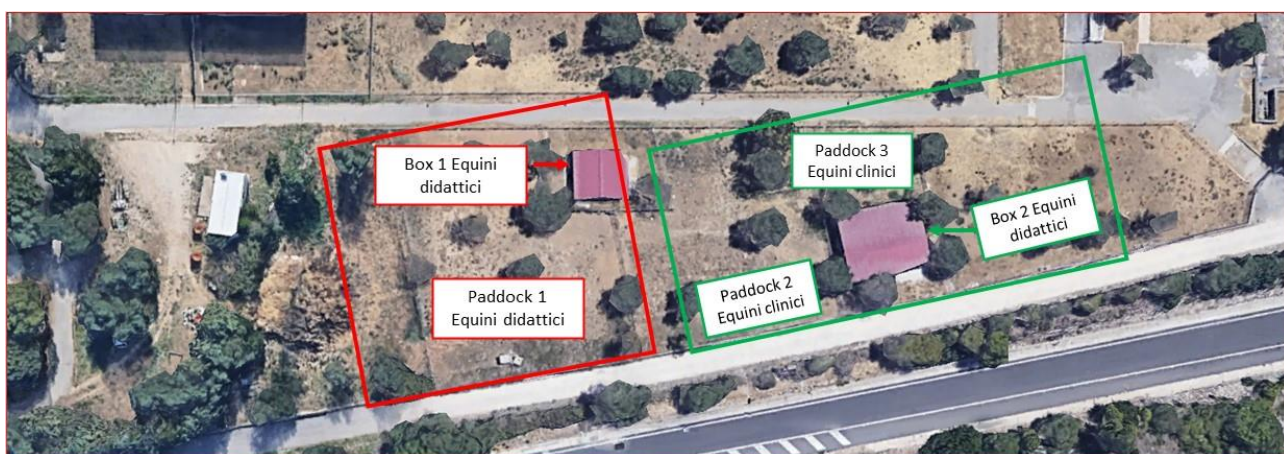 Box 1 Equini
didattici
Paddock 1
Equini didattici
Paddock 3
Equini clinici
Box 2 Equini
didattici
Paddock 2
Equini clinici